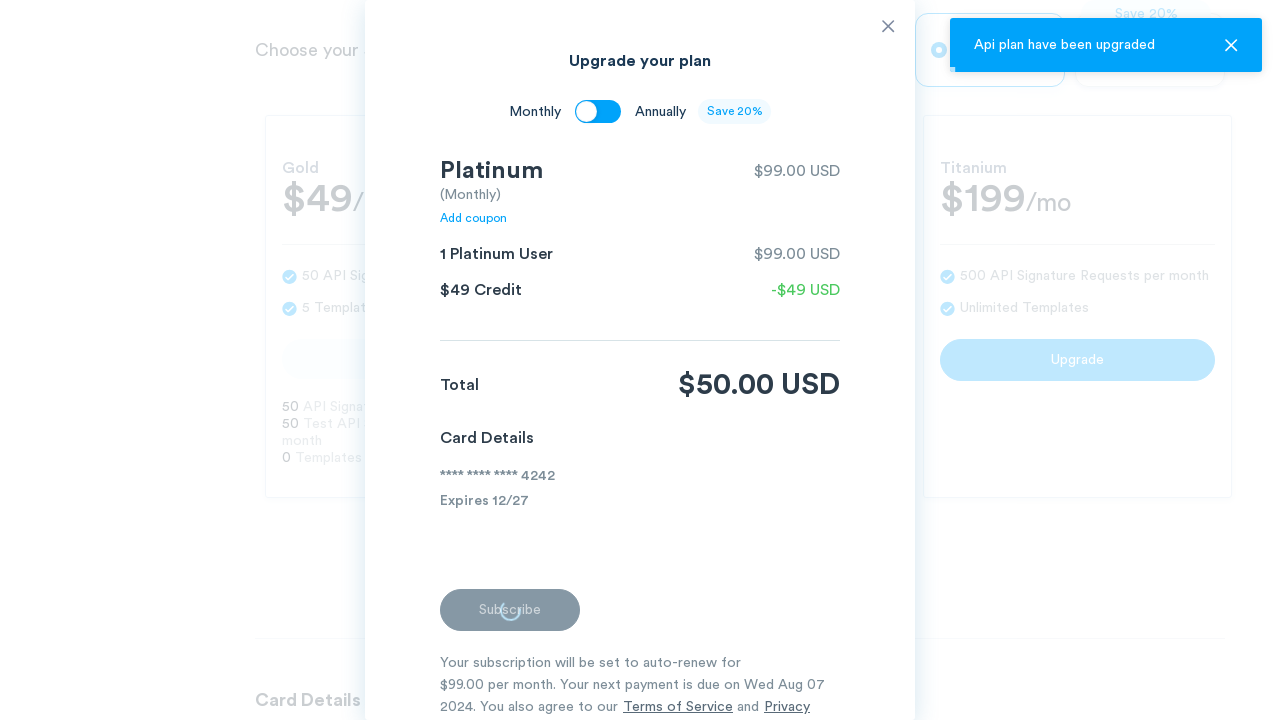 Save 20%
Choose your
Api plan have been upgraded
Upgrade your plan
Monthly
Annually
Save 20%
Gold
$49/
50 API Sig
5 Templat
50 API Signat
50 Test API
month
0 Templates
Platinum
$99.00 USD
(Monthly)
Add coupon
1 Platinum User
$99.00 USD
$49 Credit
-$49 USD
Total
$50.00 USD
Card Details
**** **** **** 4242
Expires 12/27
Subscribe
Your subscription will be set to auto-renew for
$99.00 per month. Your next payment is due on Wed Aug 07
2024. You also agree to our Terms of Service and Privacy
Titanium
$199/mo
500 API Signature Requests per month
Unlimited Templates
Upgrade
Card Details